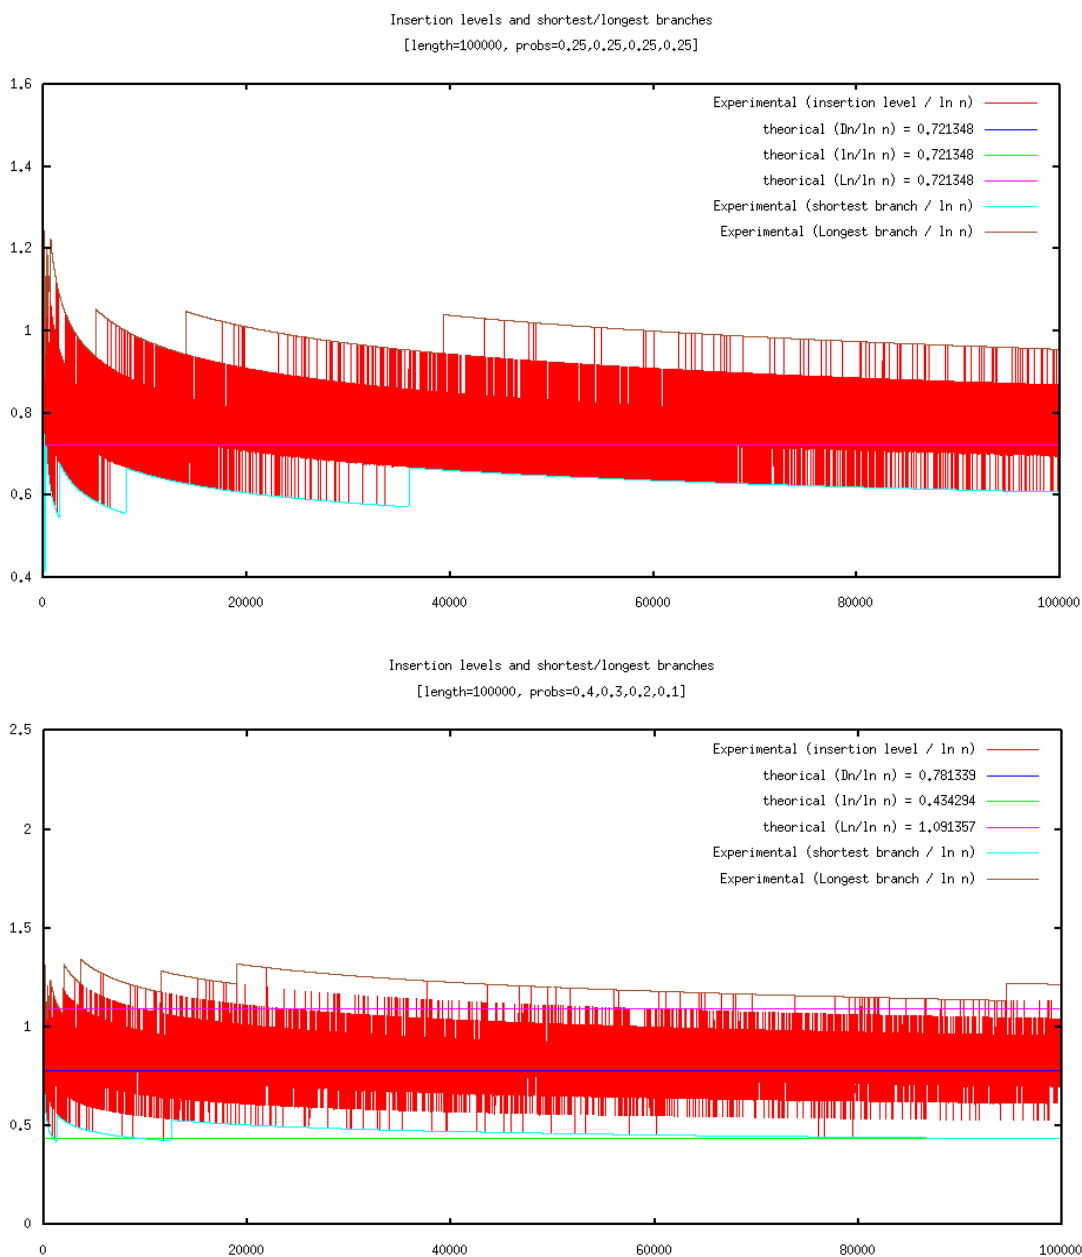 Insertion levels and shortest/longest branches
[length=100000, probs=0.25,0.25,0.25,0.25]
1.6
Experimental (insertion level / ln n)
theorical (Dn/ln n) = 0.721348
theorical (ln/ln n) = 0.721348
1.4
theorical (Ln/ln n) = 0.721348
Experimental (shortest branch / ln n)
Experimental (Longest branch / ln n)
1.2
1
0.8
0.6
0.4
0 20000 40000 60000 80000 100000
Insertion levels and shortest/longest branches
[length=100000, probs=0.4,0.3,0.2,0.1]
2.5
Experimental (insertion level / ln n)
theorical (Dn/ln n) = 0.781339
theorical (ln/ln n) = 0.434294
2
theorical (Ln/ln n) = 1.091357
Experimental (shortest branch / ln n)
Experimental (Longest branch / ln n)
1.5
1
0.5
0
0 20000 40000 60000 80000 100000